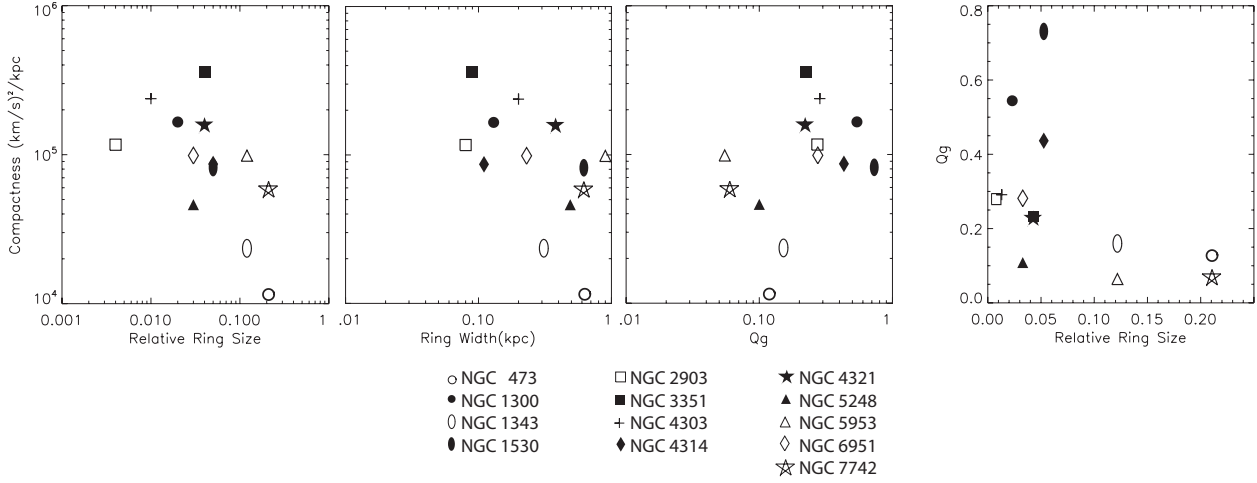 10⁶
10⁵
10⁴
Compactness (km/s)²/kpc
0.001 0.010 0.100 1
Relative Ring Size
.01 0.10 1
Ring Width(kpc)
.01 0.10 1
Qg
0.8
0.6
0.4
0.2
0.0
Qg
0.00 0.05 0.10 0.15 0.20
Relative Ring Size
NGC 473
NGC 1300
NGC 1343
NGC 1530
NGC 2903
NGC 3351
NGC 4303
NGC 4314
NGC 4321
NGC 5248
NGC 5953
NGC 6951
NGC 7742